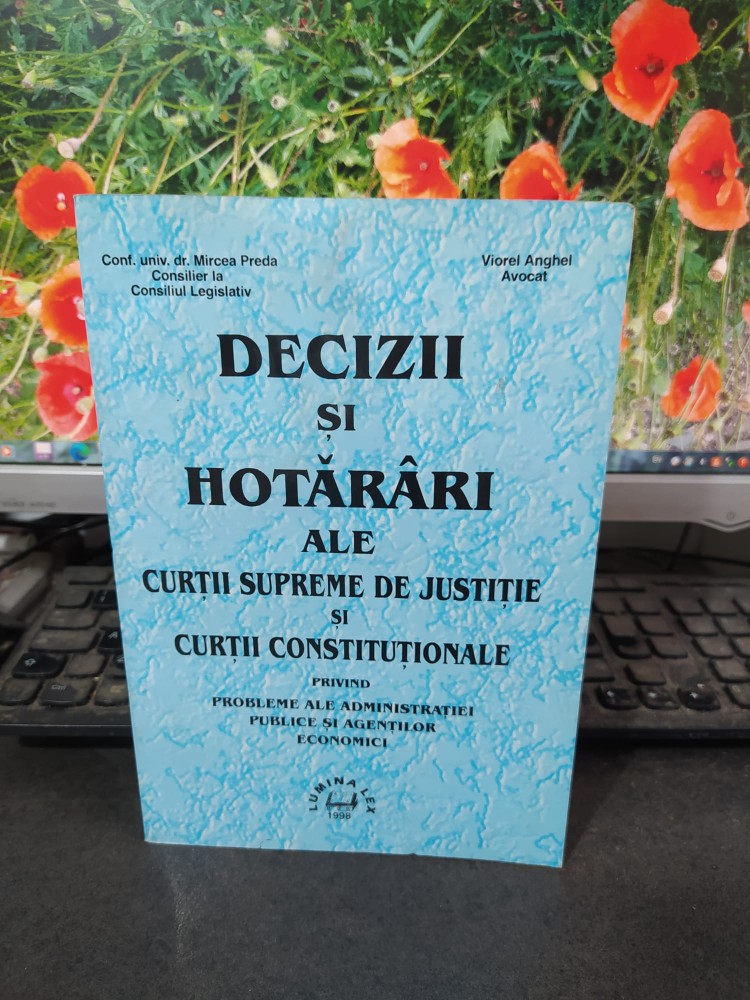 Conf. univ. dr. Mircea Preda
Consilier la
Consiliul Legislativ
Viorel Anghel
Avocat
DECIZII
ȘI
HOTĂRÂRI
ALE
CURȚII SUPREME DE JUSTIȚIE
ȘI
CURȚII CONSTITUȚIONALE
PRIVIND
PROBLEME ALE ADMINISTRAȚIEI
PUBLICE ȘI AGENȚILOR
ECONOMICI
LUMINA LEX
1998